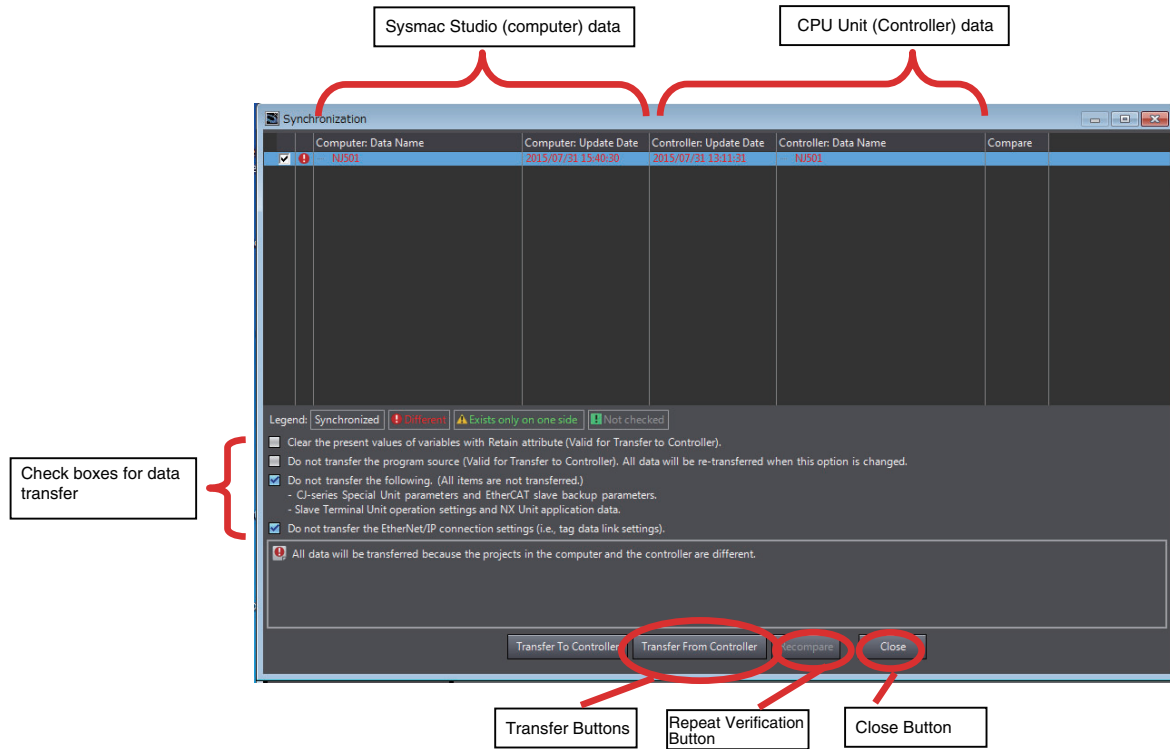 Sysmac Studio (computer) data
CPU Unit (Controller) data
Synchronization
Computer: Data Name
Computer: Update Date
Controller: Update Date
Controller: Data Name
Compare
NJ501
2015/07/31 15:40:30
2015/07/31 13:11:31
NJ501
Legend: Synchronized Different Exists only on one side Not checked
Clear the present values of variables with Retain attribute (Valid for Transfer to Controller).
Do not transfer the program source (Valid for Transfer to Controller). All data will be re-transferred when this option is changed.
Do not transfer the following. (All items are not transferred.)
- CJ-series Special Unit parameters and EtherCAT slave backup parameters.
- Slave Terminal Unit operation settings and NX Unit application data.
Do not transfer the EtherNet/IP connection settings (i.e., tag data link settings).
Check boxes for data
transfer
All data will be transferred because the projects in the computer and the controller are different.
Transfer To Controller
Transfer From Controller
Recompare
Close
Transfer Buttons
Repeat Verification
Button
Close Button